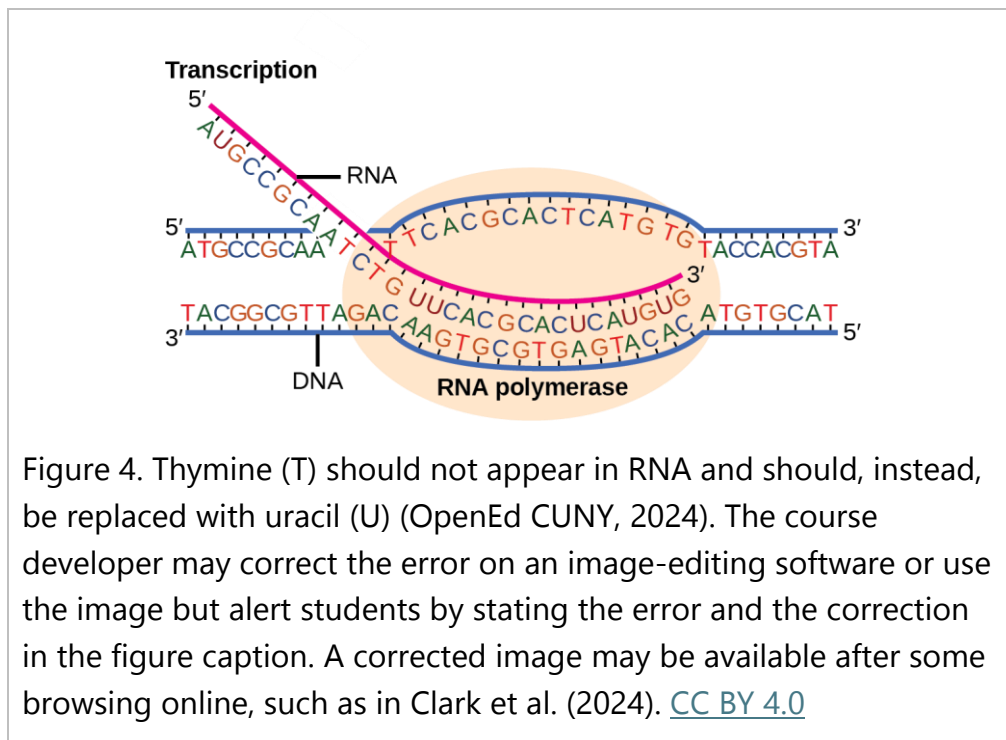 Transcription
5′
AUGCCGCAATCTGUUCACGCACUCAUGUG
RNA
3′
5′
ATGCCGCAA
TTCACGCACTCATGTG
TACCACGTA
3′
3′
TACGGCGTTAGAC
AAGTGCGTGAGTACAC
ATGTGCAT
5′
DNA
RNA polymerase
Figure 4. Thymine (T) should not appear in RNA and should, instead,
be replaced with uracil (U) (OpenEd CUNY, 2024). The course
developer may correct the error on an image-editing software or use
the image but alert students by stating the error and the correction
in the figure caption. A corrected image may be available after some
browsing online, such as in Clark et al. (2024). CC BY 4.0